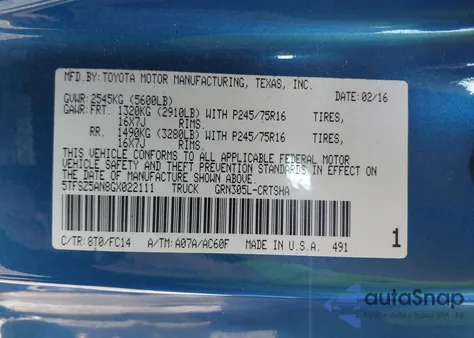 MFD.BY:TOYOTA MOTOR MANUFACTURING, TEXAS, INC.
GVWR:2545KG (5600LB) DATE: 02/16
GAWR:FRT. 1320KG (2910LB) WITH P245/75R16 TIRES,
16X7J RIMS.
RR. 1490KG (3280LB) WITH P245/75R16 TIRES,
16X7J RIMS.
THIS VEHICLE CONFORMS TO ALL APPLICABLE FEDERAL MOTOR
VEHICLE SAFETY AND THEFT PREVENTION STANDARDS IN EFFECT ON
THE DATE OF MANUFACTURE SHOWN ABOVE.
5TFSZ5AN8GX022111 TRUCK GRN305L-CRTSHA
C/TR:8T0/FC14 A/TM:A07A/AC60F MADE IN U.S.A. 491
1
autoSnap